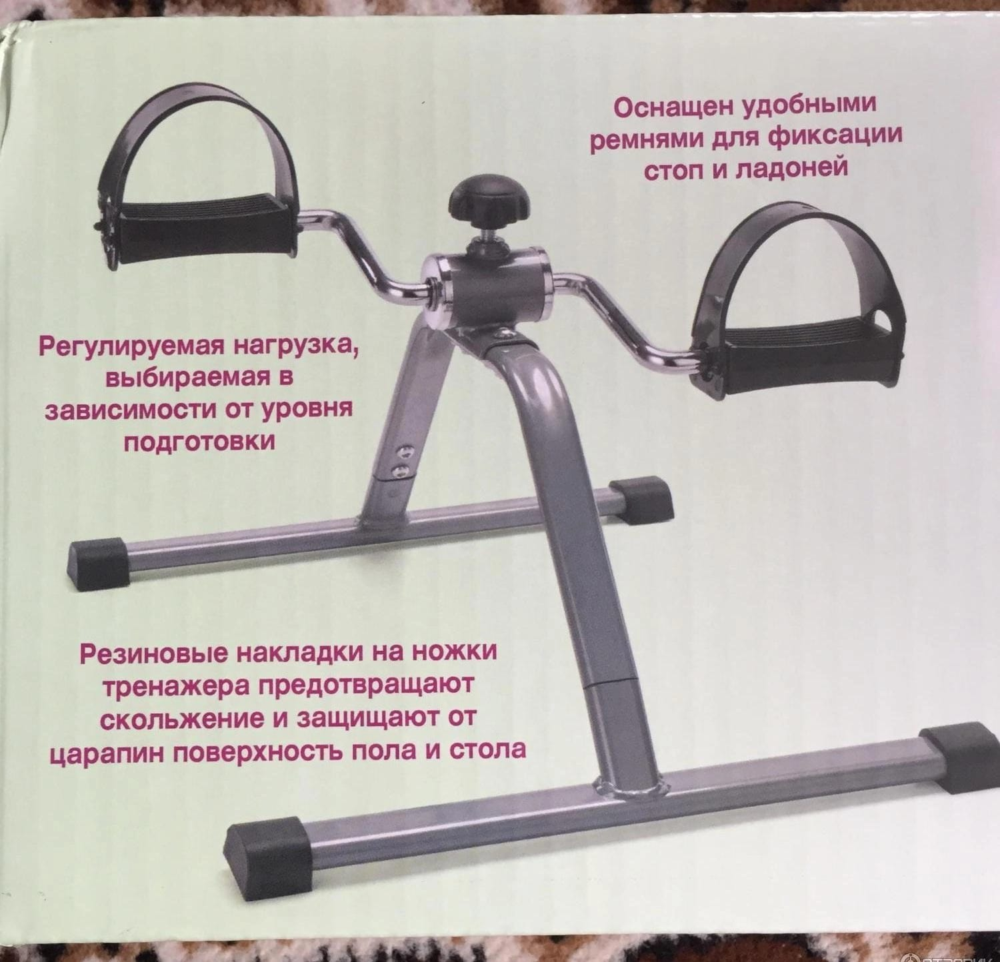 Оснащен удобными
ремнями для фиксации
стоп и ладоней
Регулируемая нагрузка,
выбираемая в
зависимости от уровня
подготовки
Резиновые накладки на ножки
тренажера предотвращают
скольжение и защищают от
царапин поверхность пола и стола